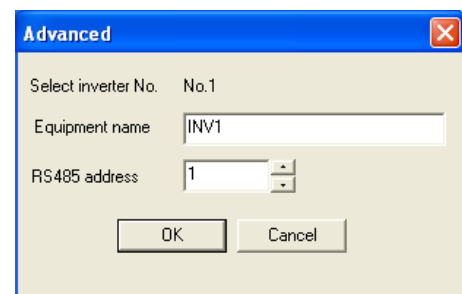 Advanced
Select inverter No. No.1
Equipment name INV1
RS485 address 1
OK Cancel